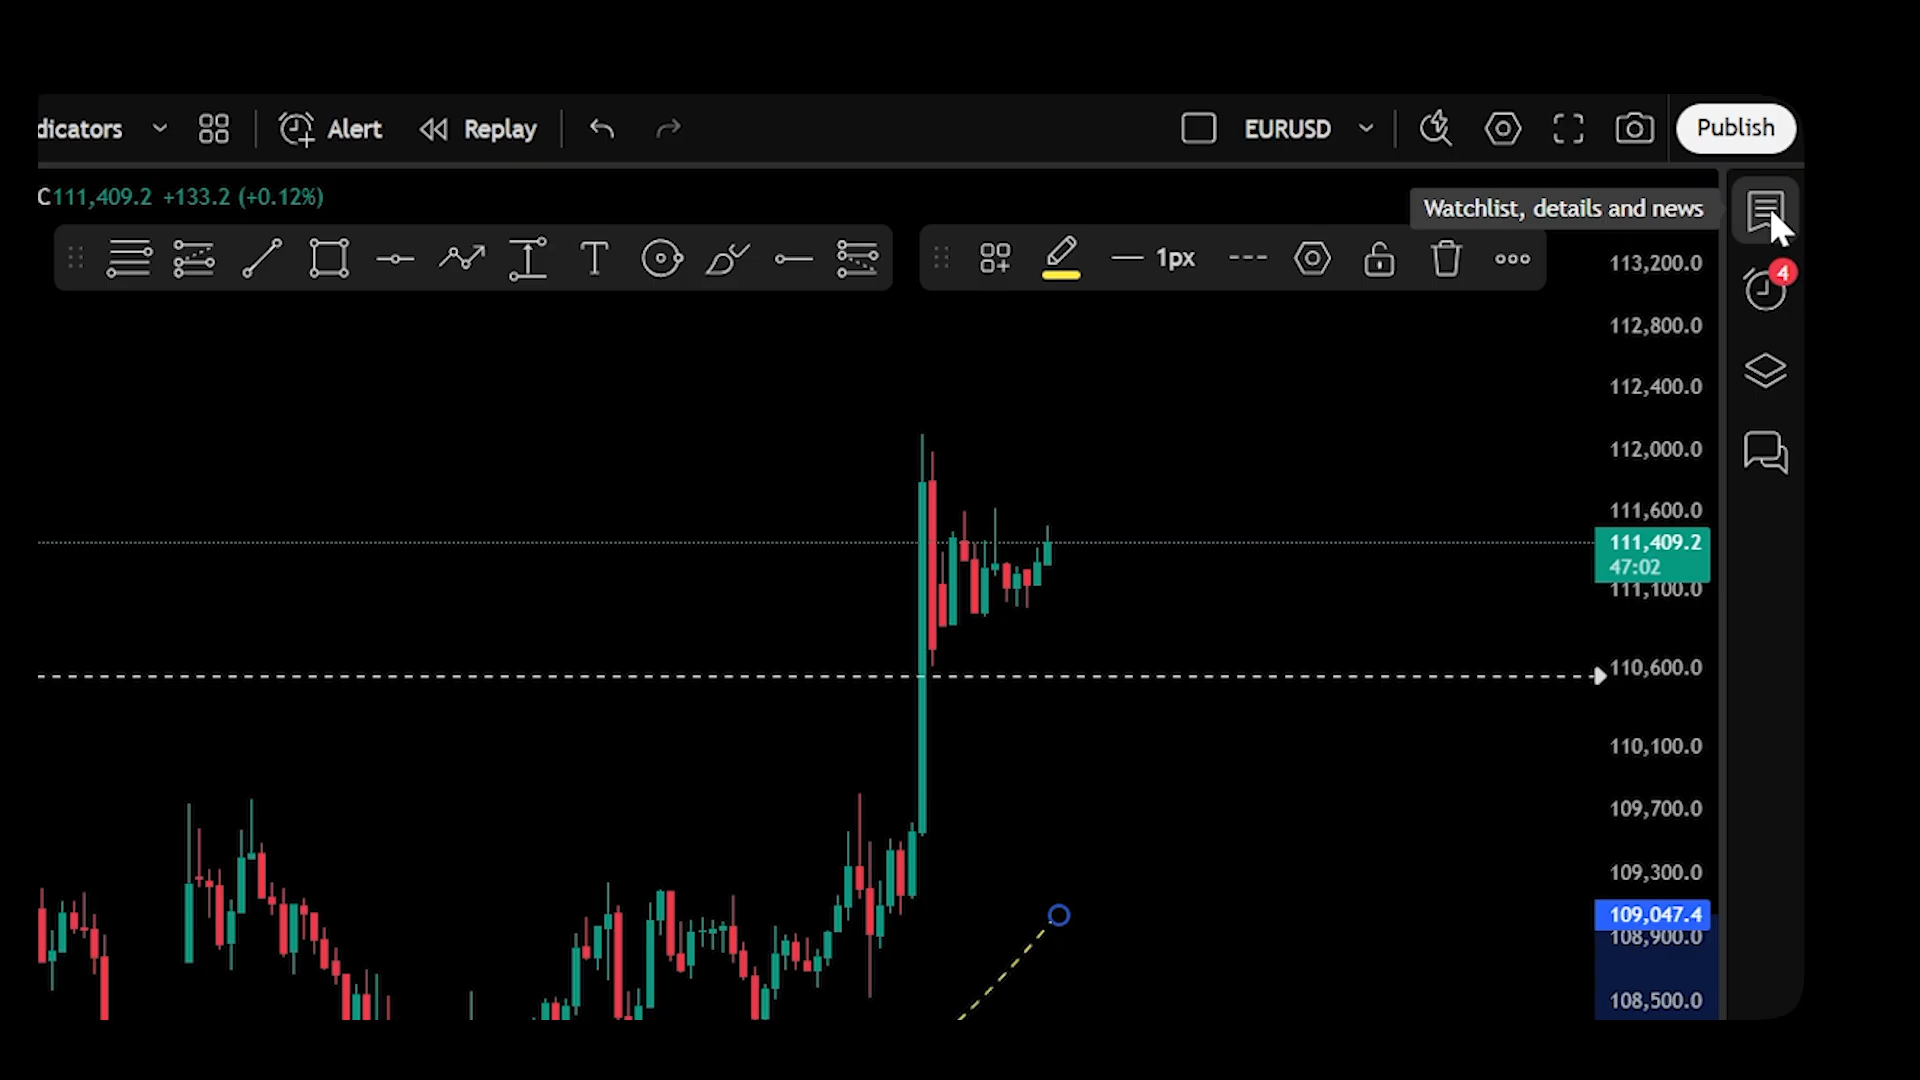 dicators
Alert
Replay
EURUSD
Publish
C111,409.2 +133.2 (+0.12%)
Watchlist, details and news
1px
4
113,200.0
112,800.0
112,400.0
112,000.0
111,600.0
111,409.2
47:02
111,100.0
110,600.0
110,100.0
109,700.0
109,300.0
109,047.4
108,900.0
108,500.0